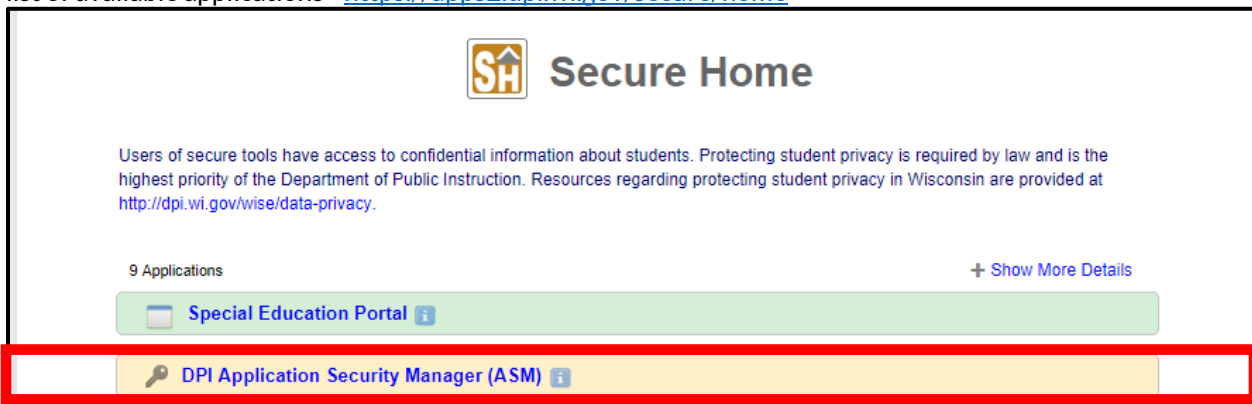 SH Secure Home
Users of secure tools have access to confidential information about students. Protecting student privacy is required by law and is the
highest priority of the Department of Public Instruction. Resources regarding protecting student privacy in Wisconsin are provided at
http://dpi.wi.gov/wise/data-privacy.
9 Applications + Show More Details
Special Education Portal i
DPI Application Security Manager (ASM) i